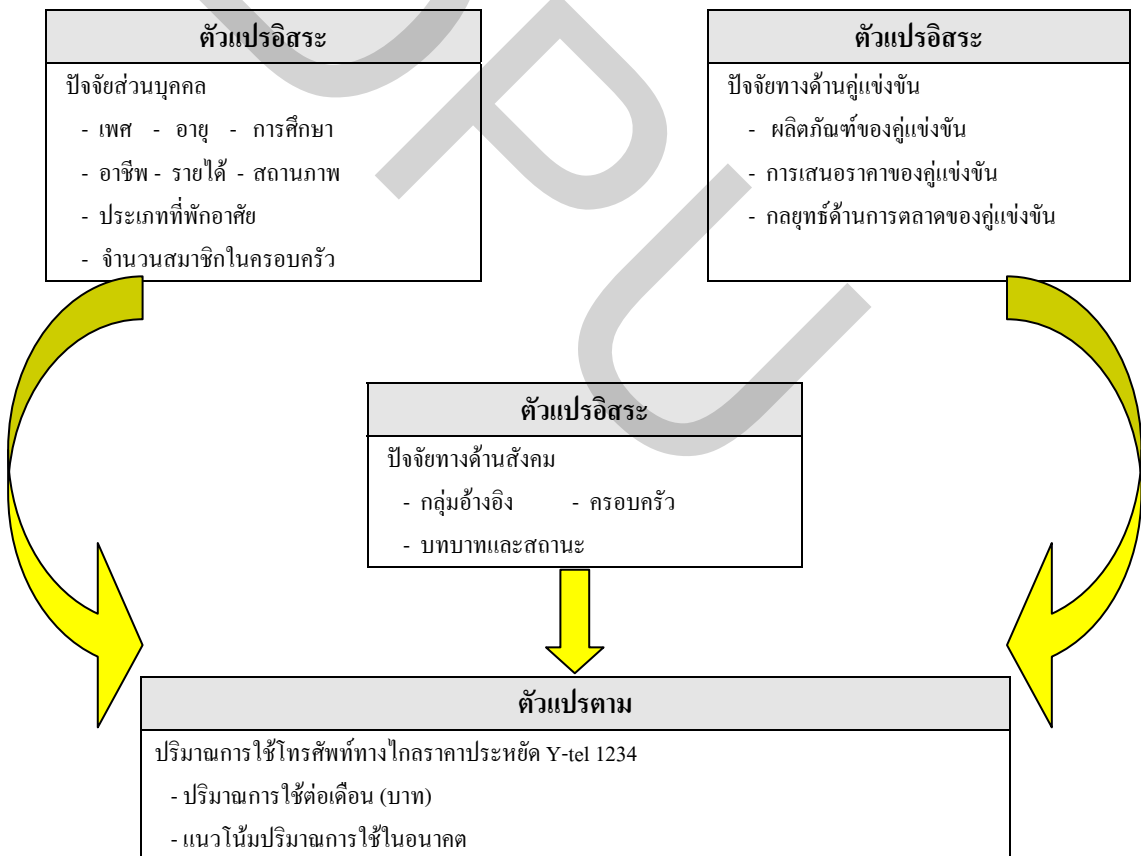 ตัวแปรอิสระ
ปัจจัยส่วนบุคคล
- เพศ - อายุ - การศึกษา
- อาชีพ - รายได้ - สถานภาพ
- ประเภทที่พักอาศัย
- จำนวนสมาชิกในครอบครัว
ตัวแปรอิสระ
ปัจจัยทางด้านคู่แข่งขัน
- ผลิตภัณฑ์ของคู่แข่งขัน
- การเสนอราคาของคู่แข่งขัน
- กลยุทธ์ด้านการตลาดของคู่แข่งขัน
ตัวแปรอิสระ
ปัจจัยทางด้านสังคม
- กลุ่มอ้างอิง - ครอบครัว
- บทบาทและสถานะ
ตัวแปรตาม
ปริมาณการใช้โทรศัพท์ทางไกลราคาประหยัด Y-tel 1234
- ปริมาณการใช้ต่อเดือน (บาท)
- แนวโน้มปริมาณการใช้ในอนาคต
DPU